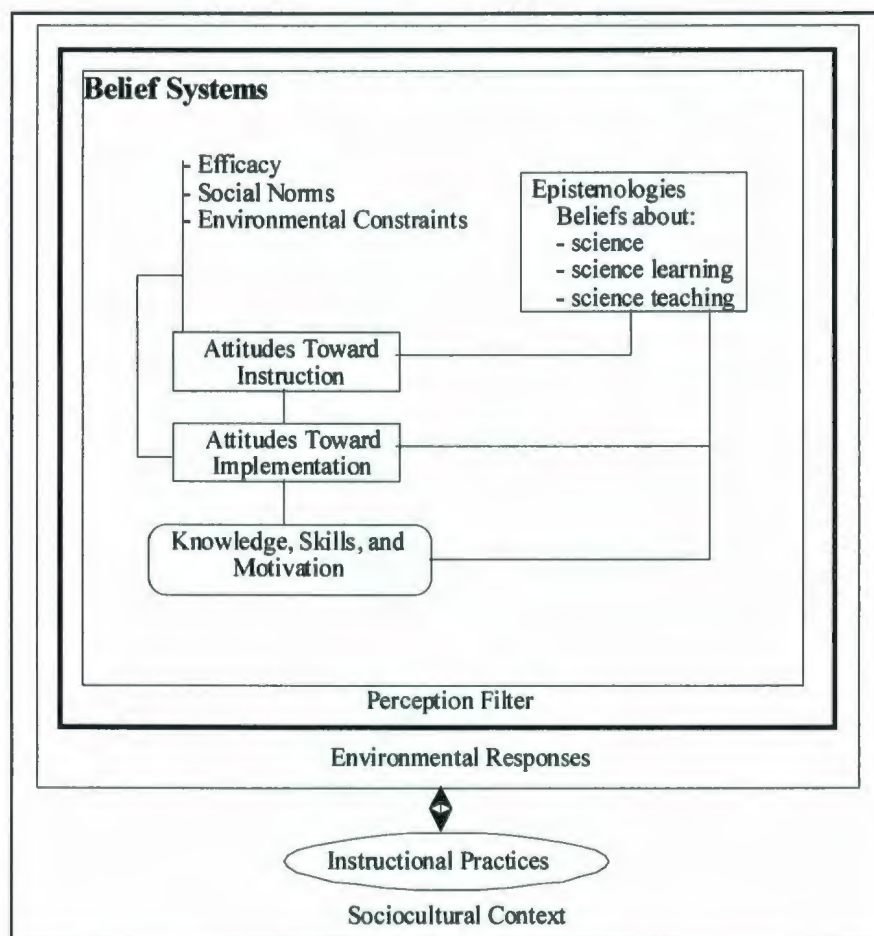 Belief Systems
- Efficacy
- Social Norms
- Environmental Constraints
Epistemologies
Beliefs about:
- science
- science learning
- science teaching
Attitudes Toward
Instruction
Attitudes Toward
Implementation
Knowledge, Skills, and
Motivation
Perception Filter
Environmental Responses
Instructional Practices
Sociocultural Context